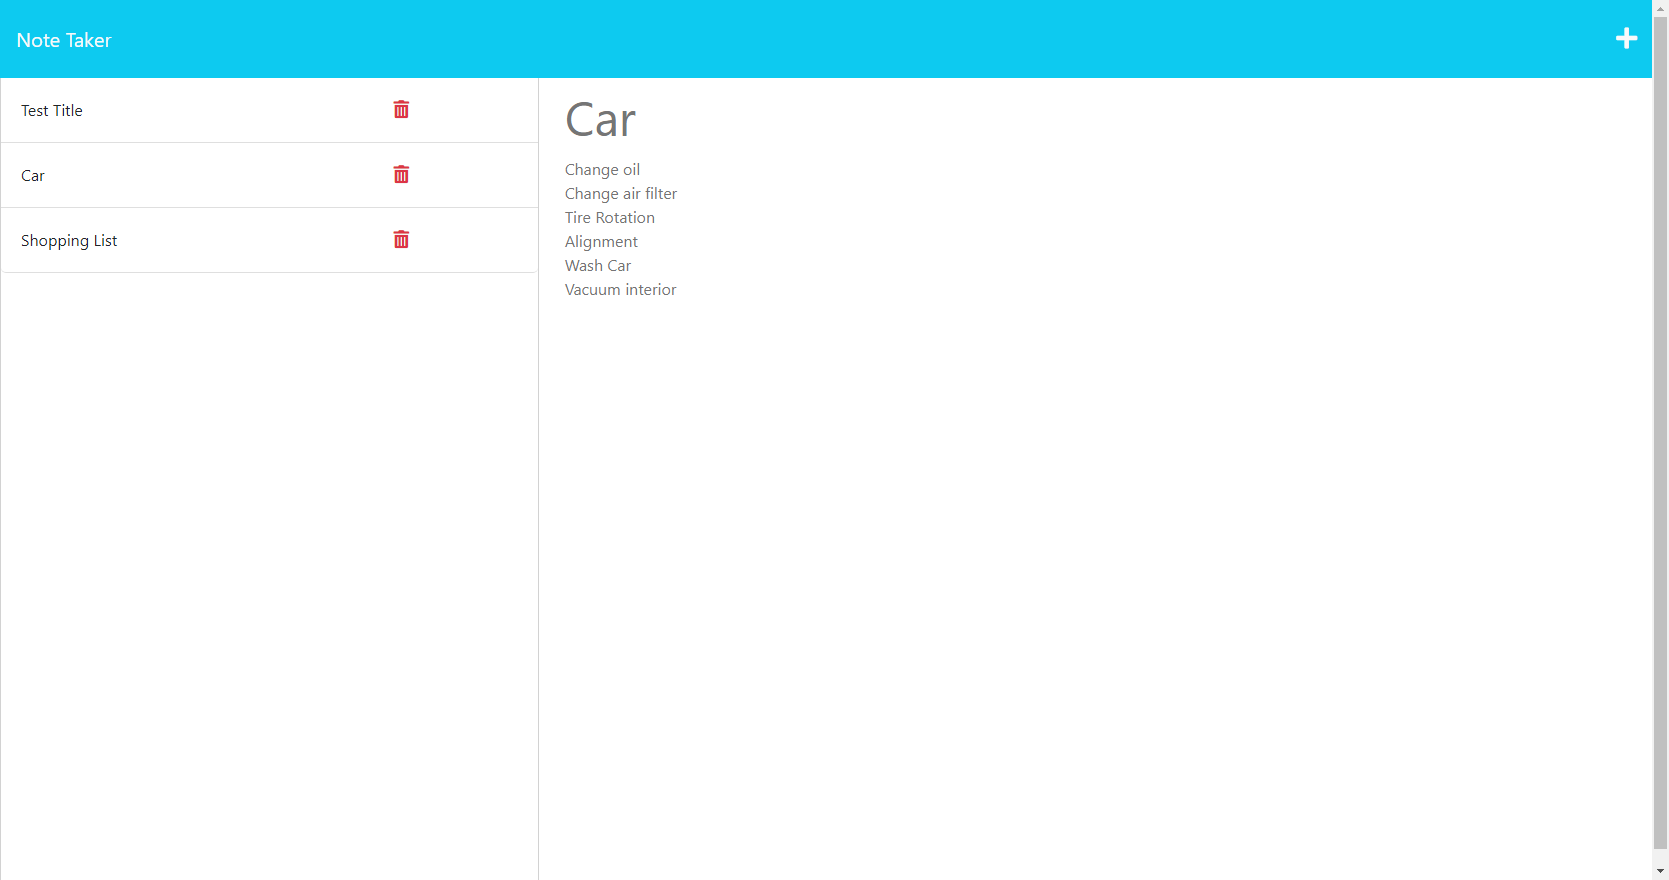 Note Taker
Test Title
Car
Shopping List
Car
Change oil
Change air filter
Tire Rotation
Alignment
Wash Car
Vacuum interior